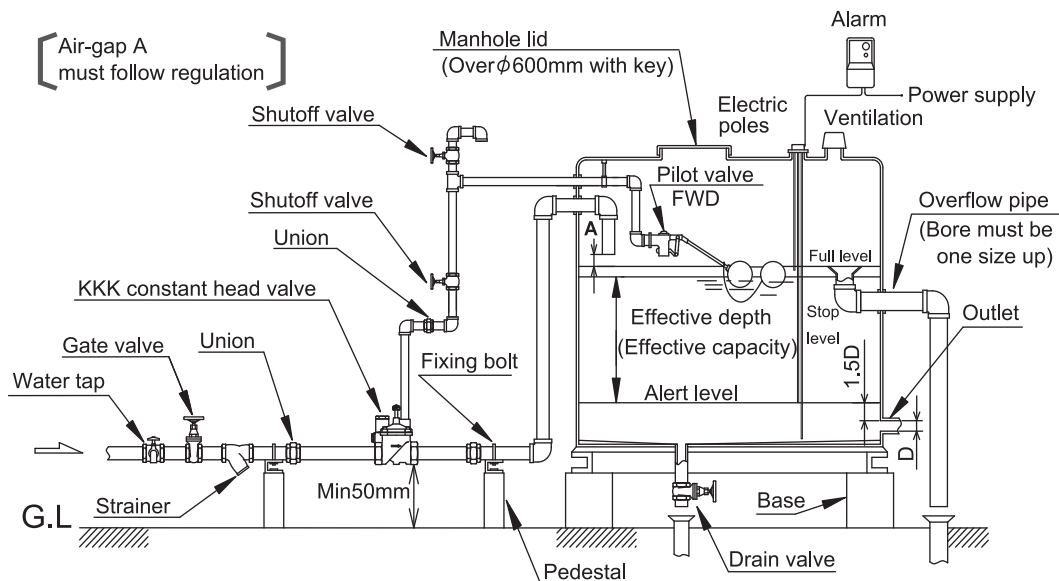 Air-gap A
must follow regulation
Alarm
Manhole lid
(Overϕ600mm with key)
Power supply
Electric
poles
Ventilation
Shutoff valve
Pilot valve
FWD
Overflow pipe
(Bore must be
one size up)
Shutoff valve
A
Full level
Union
KKK constant head valve
Effective depth
(Effective capacity)
Stop
level
Outlet
Gate valve
Union
Fixing bolt
1.5D
Water tap
Alert level
D
Strainer
Min50mm
Base
G.L
Drain valve
Pedestal